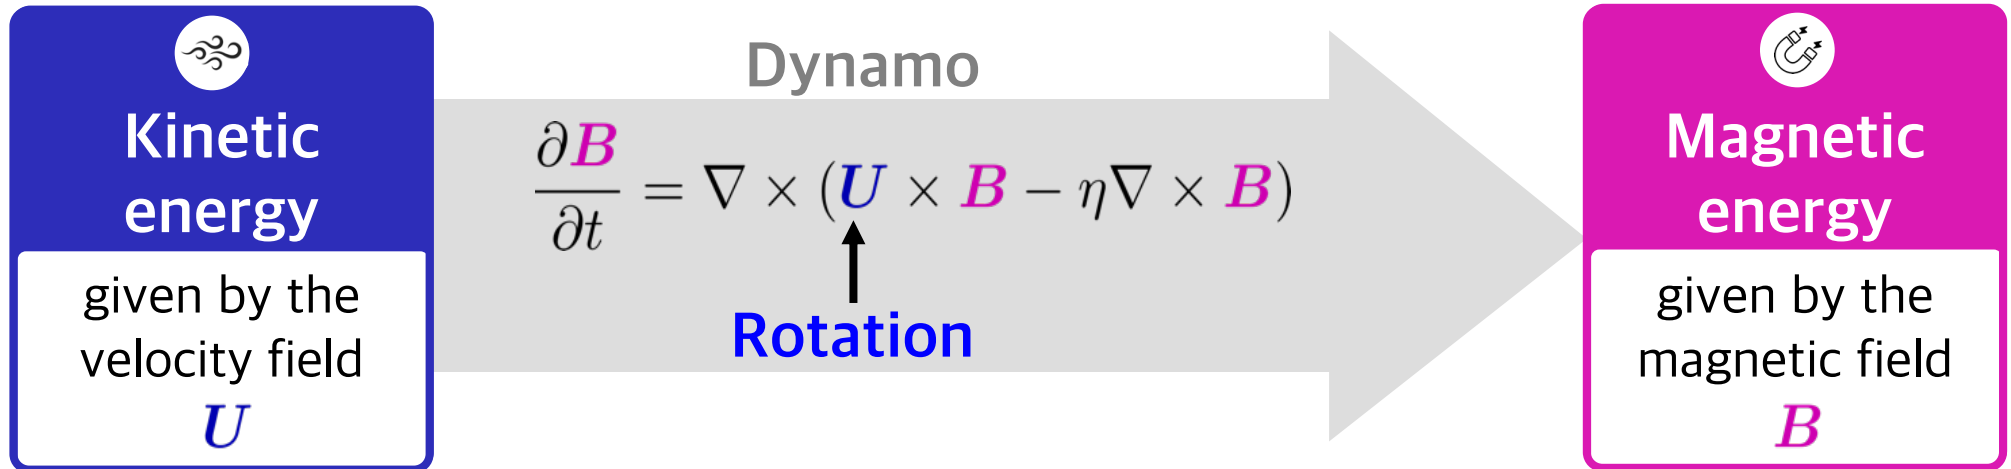 Kinetic
energy
given by the
velocity field
U
Dynamo
∂B/∂t = ∇ × (U × B − η∇ × B)
Rotation
Magnetic
energy
given by the
magnetic field
B